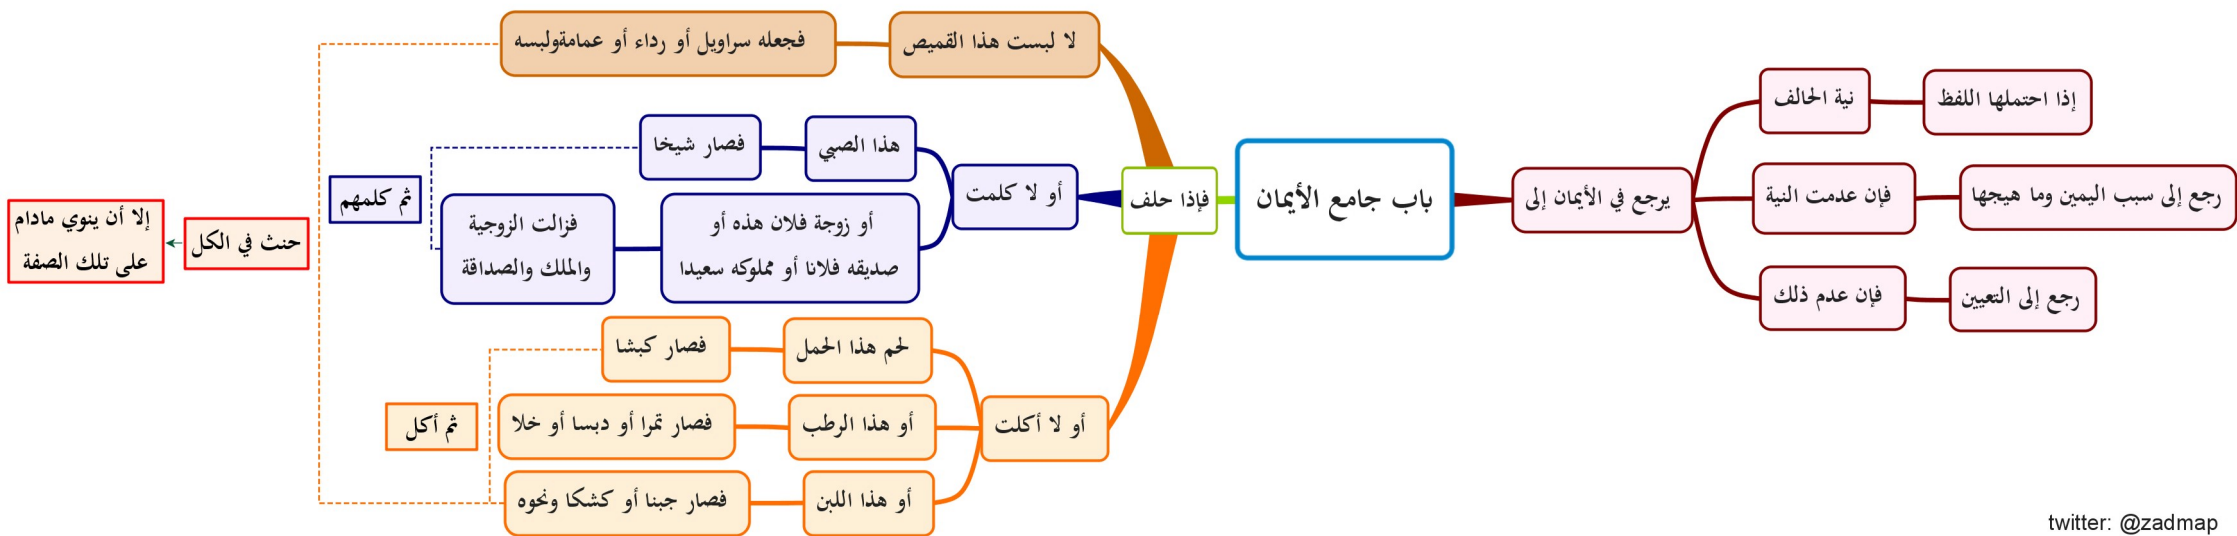 باب جامع الأيمان
يرجع في الأيمان إلى
نية الحالف
إذا احتملها اللفظ
فإن عدمت النية
رجع إلى سبب اليمين وما هيجها
فإن عدم ذلك
رجع إلى التعيين
فإذا حلف
لا لبست هذا القميص
فجعله سراويل أو رداء أو عمامةولبسه
أو لا كلمت
هذا الصبي
فصار شيخا
أو زوجة فلان هذه أو
صديقه فلانا أو مملوكه سعيدا
فزالت الزوجية
والملك والصداقة
ثم كلمهم
أو لا أكلت
لحم هذا الحمل
فصار كبشا
أو هذا الرطب
فصار تمرا أو دبسا أو خلا
أو هذا اللبن
فصار جبنا أو كشكا ونحوه
ثم أكل
حنث في الكل
إلا أن ينوي مادام
على تلك الصفة
twitter: @zadmap